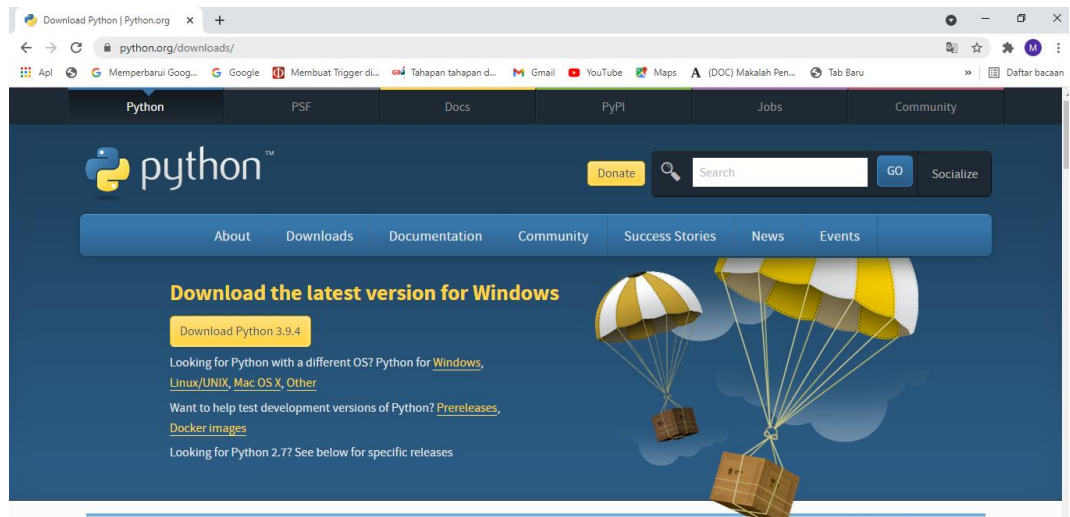 Download Python | Python.org
python.org/downloads/
M
Apl
Memperbarui Goog...
Google
Membuat Trigger di...
Tahapan tahapan d...
Gmail
YouTube
Maps
(DOC) Makalah Pen...
Tab Baru
»
Daftar bacaan
Python PSF Docs PyPI Jobs Community
python™
Donate
Search
GO
Socialize
About Downloads Documentation Community Success Stories News Events
Download the latest version for Windows
Download Python 3.9.4
Looking for Python with a different OS? Python for Windows,
Linux/UNIX, Mac OS X, Other
Want to help test development versions of Python? Prereleases,
Docker images
Looking for Python 2.7? See below for specific releases